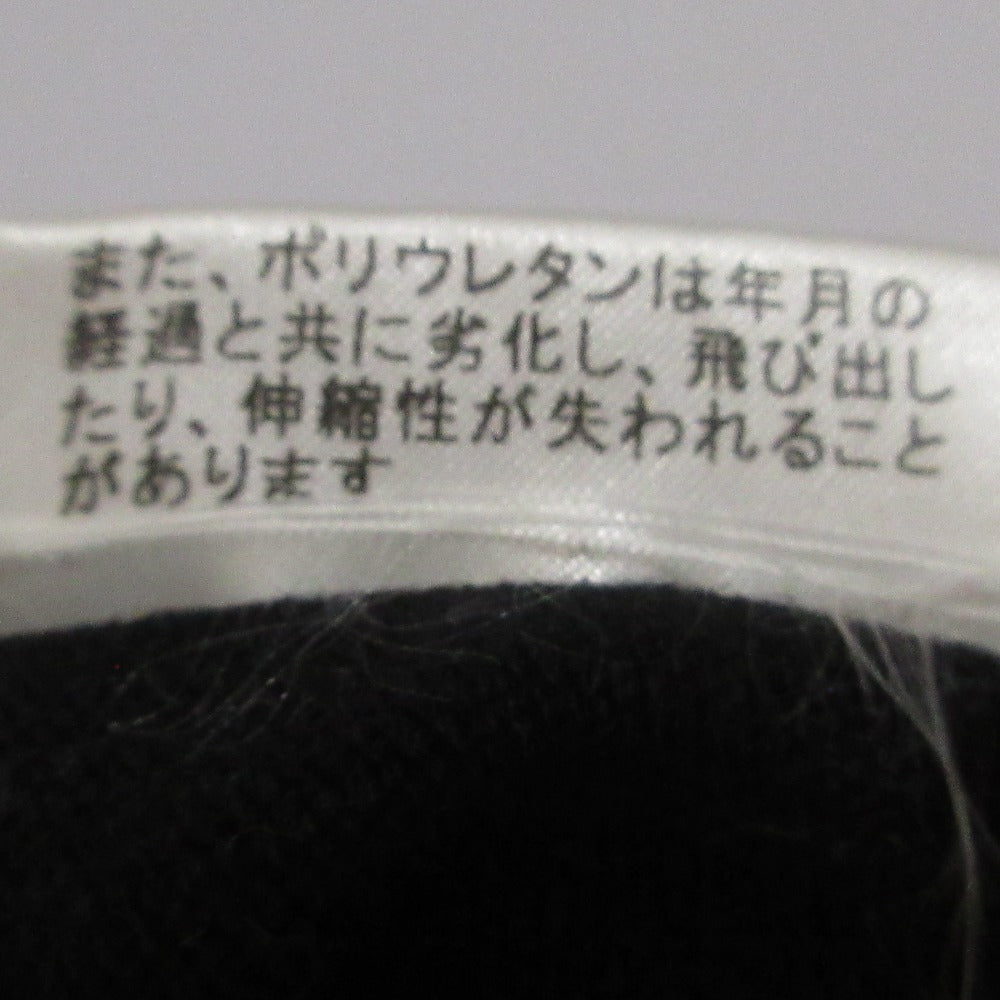 また、ポリウレタンは年月の
経過と共に劣化し、飛び出し
たり、伸縮性が失われること
があります